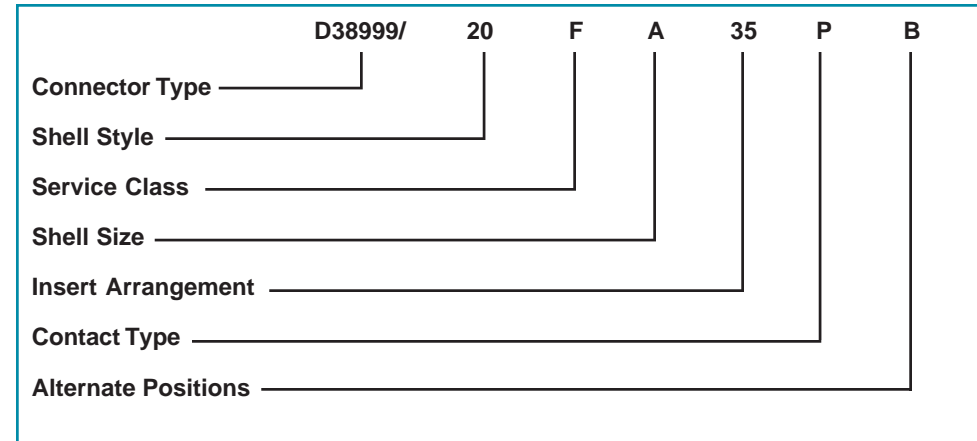 D38999/ 20 F A 35 P B
Connector Type
Shell Style
Service Class
Shell Size
Insert Arrangement
Contact Type
Alternate Positions